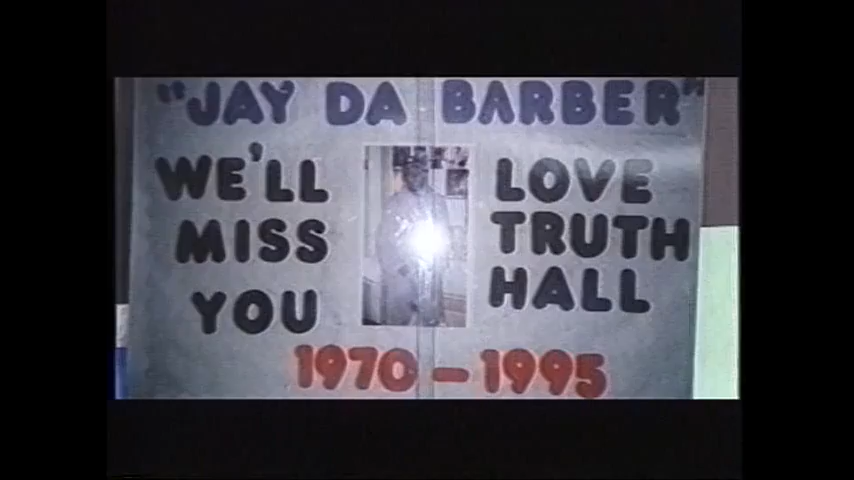 "JAY DA BARBER"
WE'LL
MISS
YOU
LOVE
TRUTH
HALL
1970-1995